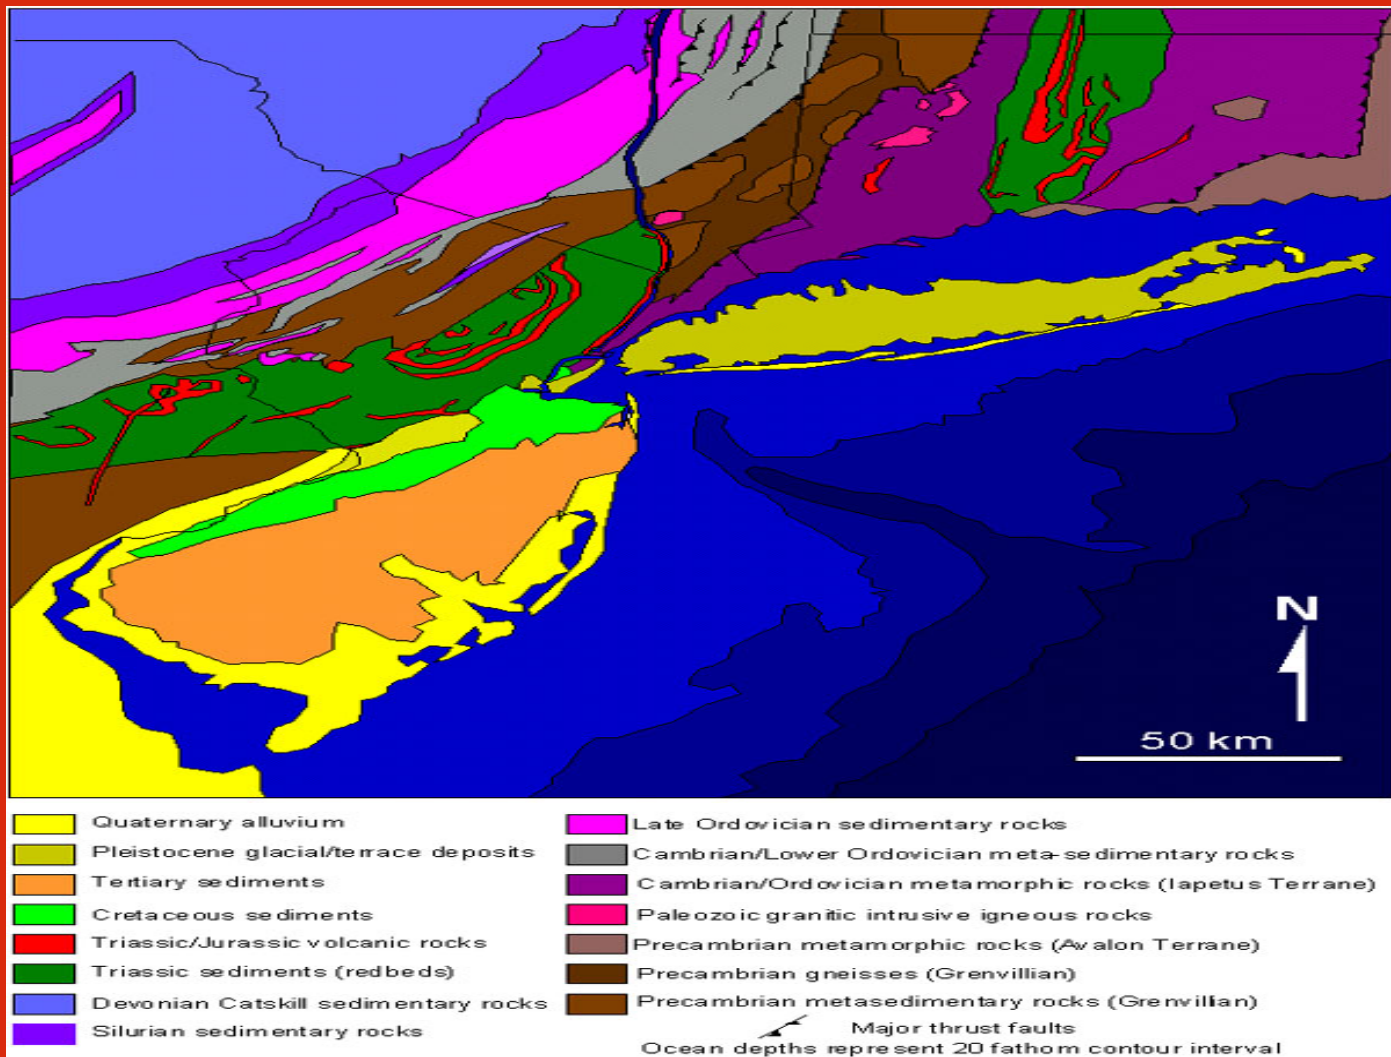 N
50 km
Quaternary alluvium
Pleistocene glacial/terrace deposits
Tertiary sediments
Cretaceous sediments
Triassic/Jurassic volcanic rocks
Triassic sediments (redbeds)
Devonian Catskill sedimentary rocks
Silurian sedimentary rocks
Late Ordovician sedimentary rocks
Cambrian/Lower Ordovician meta-sedimentary rocks
Cambrian/Ordovician metamorphic rocks (Iapetus Terrane)
Paleozoic granitic intrusive igneous rocks
Precambrian metamorphic rocks (Avalon Terrane)
Precambrian gneisses (Grenvillian)
Precambrian metasedimentary rocks (Grenvillian)
Major thrust faults
Ocean depths represent 20 fathom contour interval